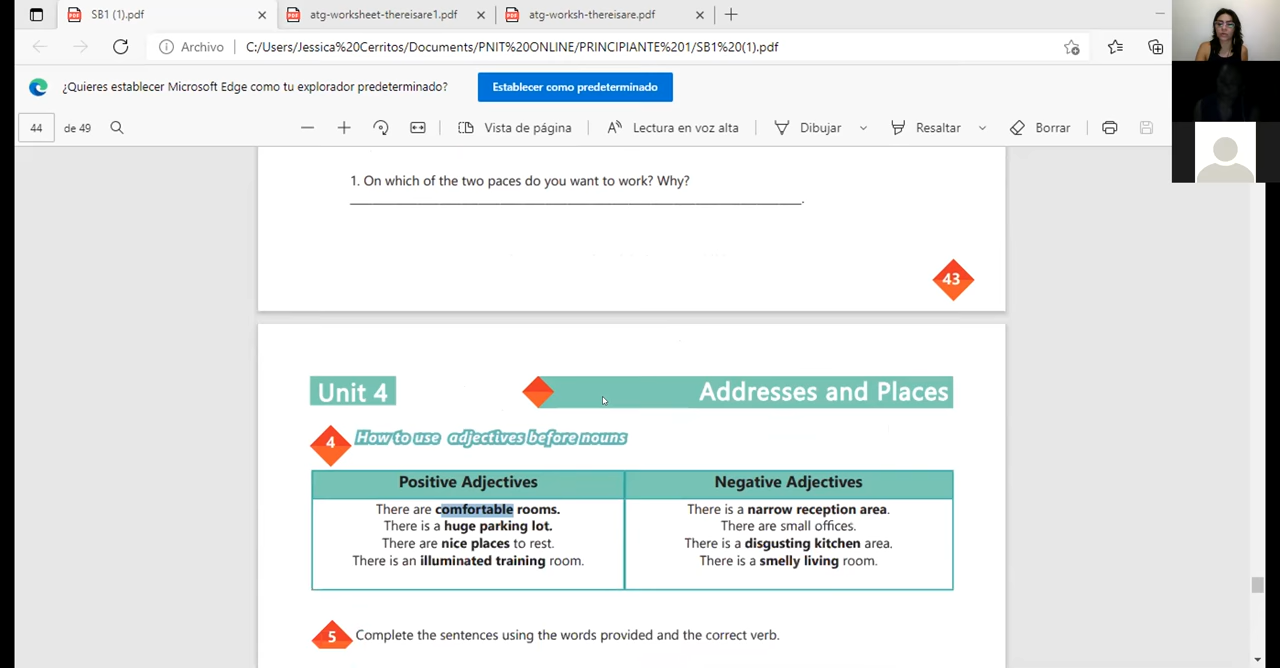 SB1 (1).pdf
atg-worksheet-thereisare1.pdf
atg-worksh-thereisare.pdf
Archivo
C:/Users/Jessica%20Cerritos/Documents/PNIT%20ONLINE/PRINCIPIANTE%201/SB1%20(1).pdf
¿Quieres establecer Microsoft Edge como tu explorador predeterminado?
Establecer como predeterminado
44
de 49
Vista de página
Lectura en voz alta
Dibujar
Resaltar
Borrar
1. On which of the two paces do you want to work? Why?
43
Unit 4
Addresses and Places
4
How to use adjectives before nouns
Positive Adjectives
Negative Adjectives
There are comfortable rooms.
There is a huge parking lot.
There are nice places to rest.
There is an illuminated training room.
There is a narrow reception area.
There are small offices.
There is a disgusting kitchen area.
There is a smelly living room.
5
Complete the sentences using the words provided and the correct verb.